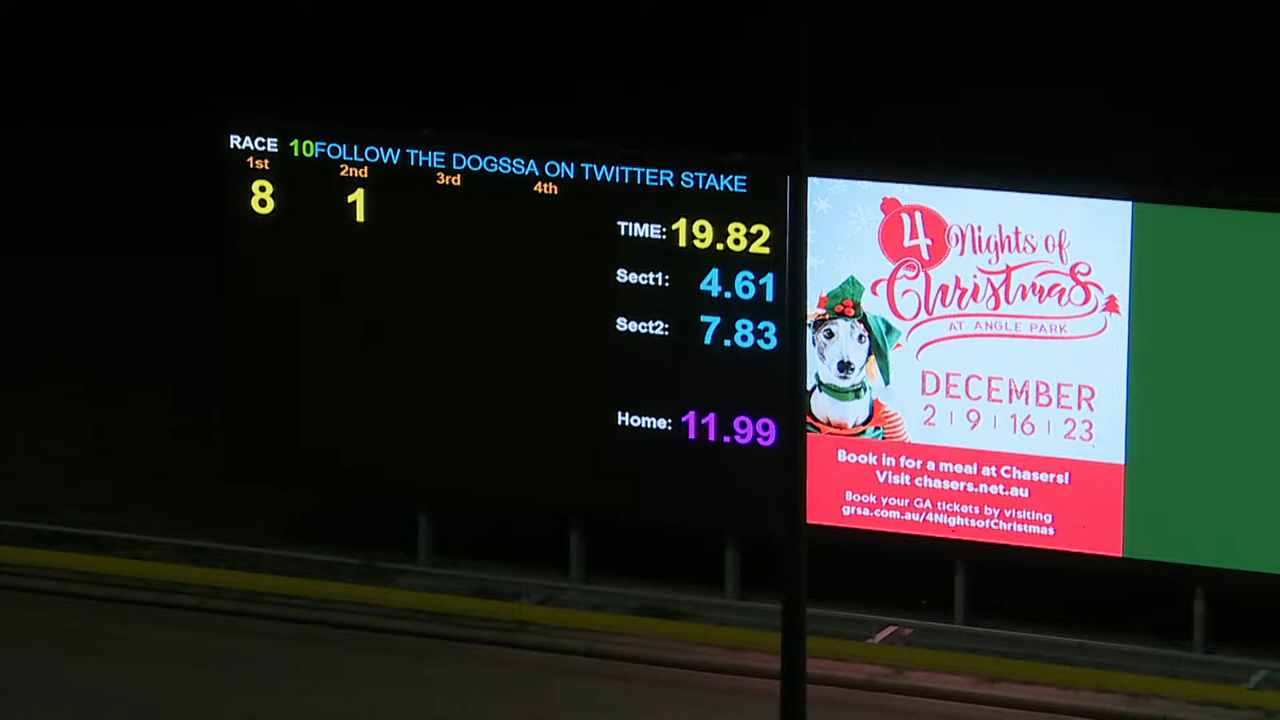 RACE 10FOLLOW THE DOGSSA ON TWITTER STAKE
1st 2nd 3rd 4th
8 1
TIME: 19.82
Sect1: 4.61
Sect2: 7.83
Home: 11.99
4 Nights of
Christmas
AT ANGLE PARK
DECEMBER
2 | 9 | 16 | 23
Book in for a meal at Chasers!
Visit chasers.net.au
Book your GA tickets by visiting
grsa.com.au/4NightsofChristmas